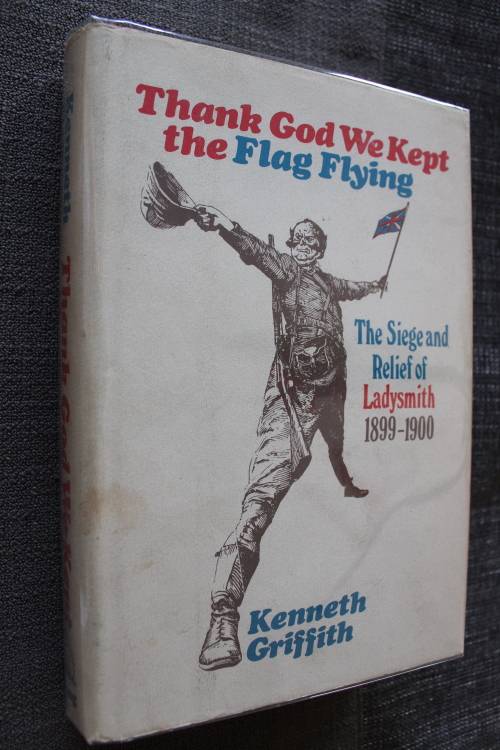 Thank God We Kept
the Flag Flying
The Siege and
Relief of
Ladysmith
1899-1900
Kenneth
Griffith
Kenneth
Thank God We K